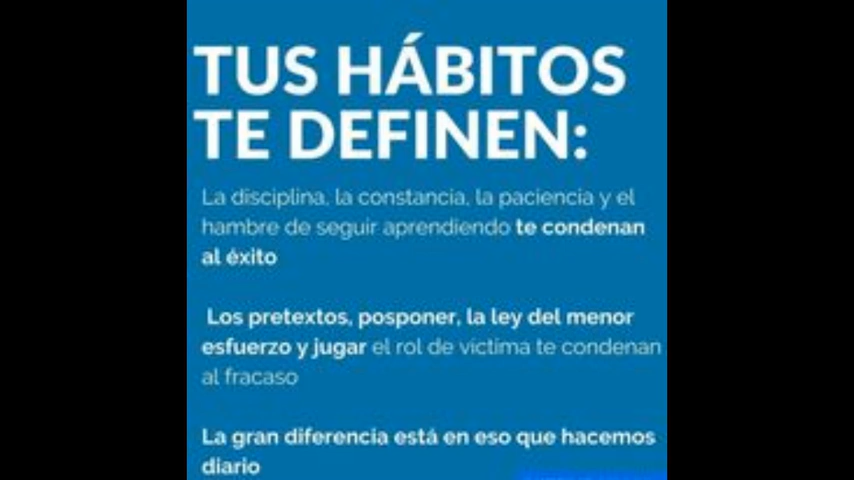 TUS HÁBITOS
TE DEFINEN:
La disciplina, la constancia, la paciencia y el
hambre de seguir aprendiendo te condenan
al éxito
Los pretextos, posponer, la ley del menor
esfuerzo y jugar el rol de víctima te condenan
al fracaso
La gran diferencia está en eso que hacemos
diario